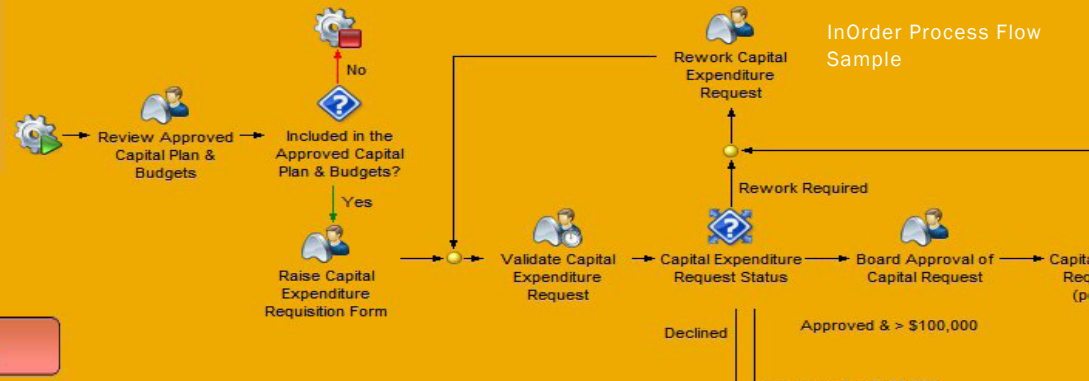 InOrder Process Flow
Sample
Rework Capital
Expenditure
Request
No
Review Approved
Capital Plan &
Budgets
Included in the
Approved Capital
Plan & Budgets?
Yes
Rework Required
Raise Capital
Expenditure
Requisition Form
Validate Capital
Expenditure
Request
Capital Expenditure
Request Status
Board Approval of
Capital Request
Declined
Approved & > $100,000